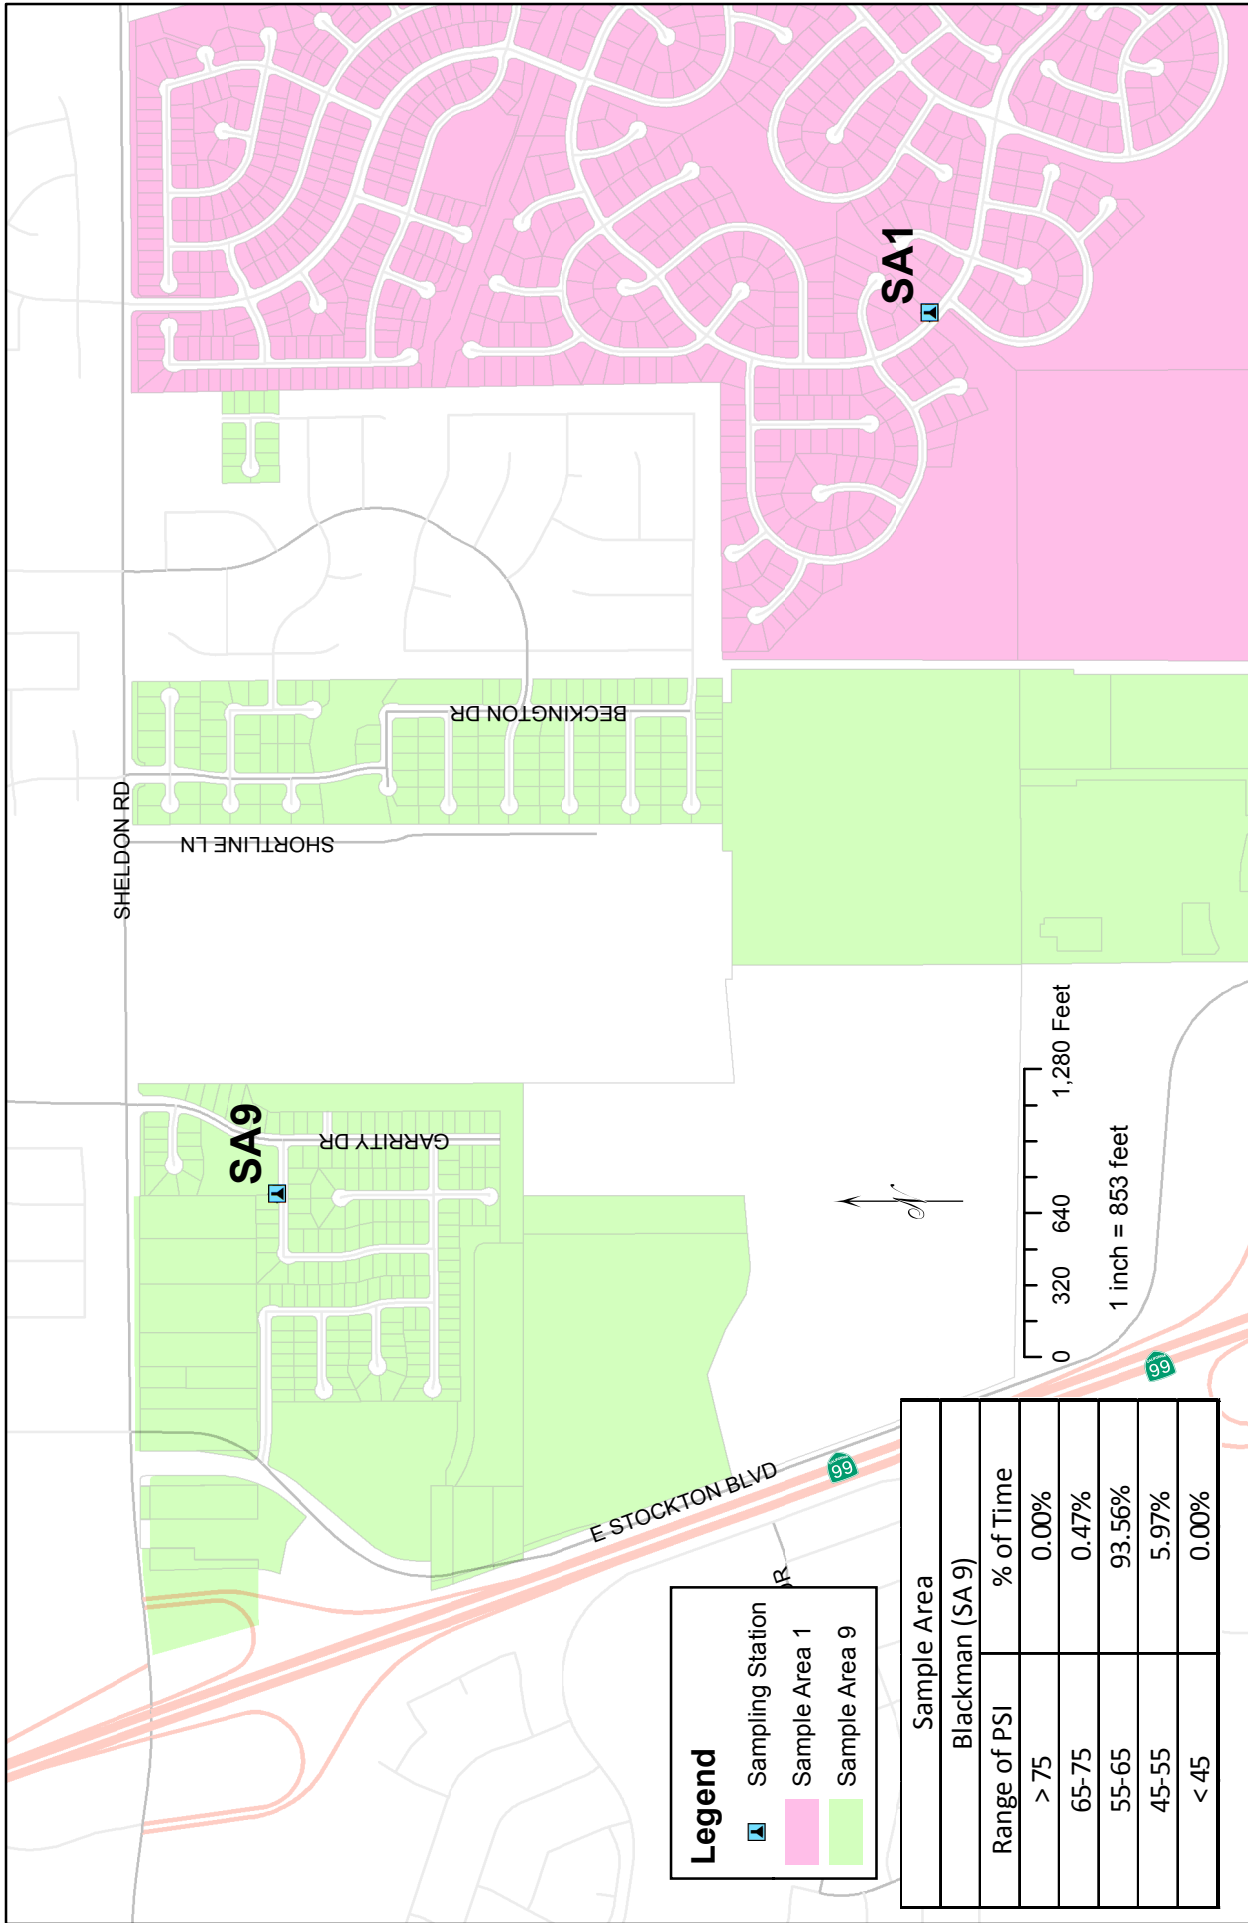 SHELDON RD
SHORTLINE LN
BECKINGTON DR
GARRITY DR
SA9
SA1
E STOCKTON BLVD
DR
99
99
0 320 640 1,280 Feet
1 inch = 853 feet
Legend
Sampling Station
Sample Area 1
Sample Area 9
Sample Area
Blackman (SA 9)
Range of PSI % of Time
> 75 0.00%
65-75 0.47%
55-65 93.56%
45-55 5.97%
< 45 0.00%